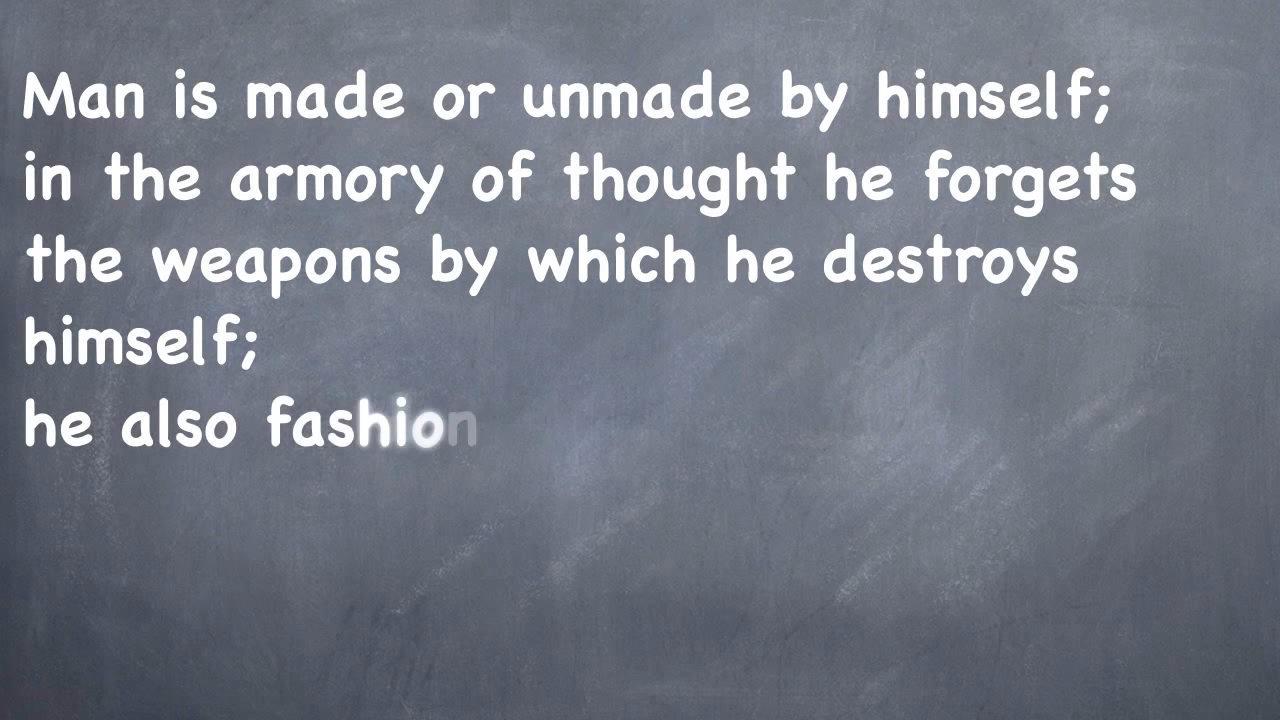 Man is made or unmade by himself;
in the armory of thought he forgets
the weapons by which he destroys
himself;
he also fashion